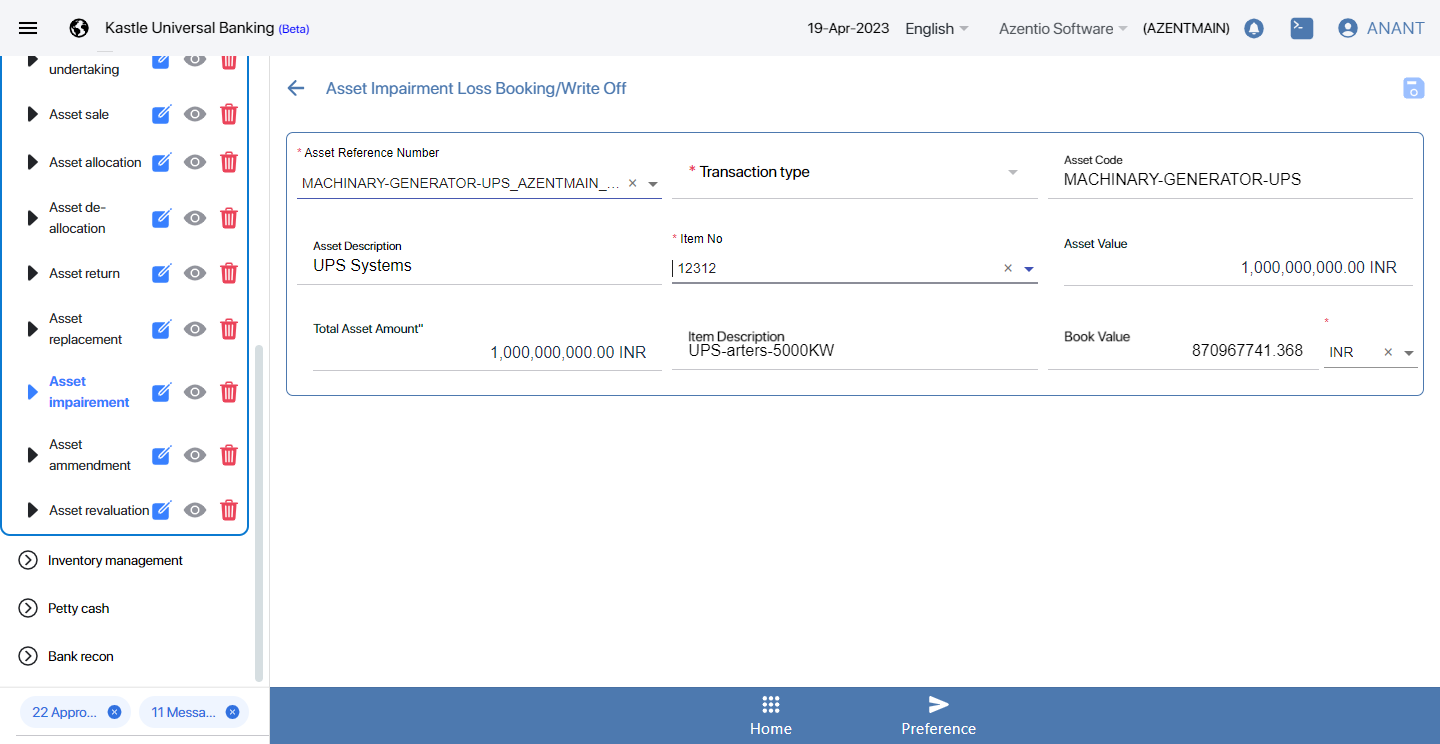 Kastle Universal Banking (Beta)
19-Apr-2023 English Azentio Software (AZENTMAIN) ANANT
undertaking
Asset sale
Asset allocation
Asset de-
allocation
Asset return
Asset
replacement
Asset
impairement
Asset
ammendment
Asset revaluation
Inventory management
Petty cash
Bank recon
22 Appro...
11 Messa...
Asset Impairment Loss Booking/Write Off
* Asset Reference Number
MACHINARY-GENERATOR-UPS_AZENTMAIN_...
* Transaction type
Asset Code
MACHINARY-GENERATOR-UPS
Asset Description
UPS Systems
* Item No
12312
Asset Value
1,000,000,000.00 INR
Total Asset Amount"
1,000,000,000.00 INR
Item Description
UPS-arters-5000KW
Book Value
870967741.368
*
INR
Home
Preference